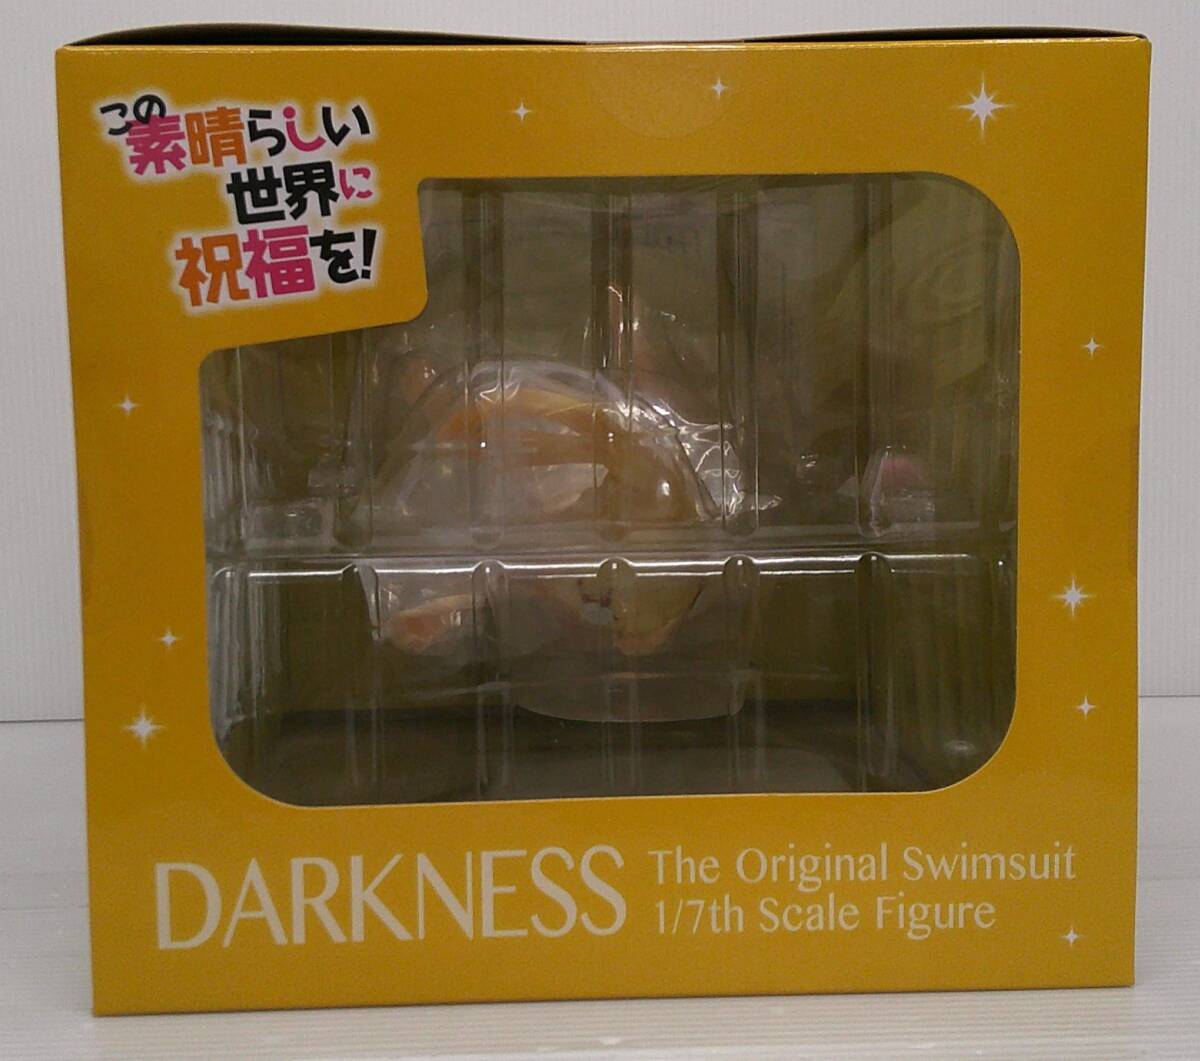 この
素晴らしい
世界に
祝福を!
DARKNESS
The Original Swimsuit
1/7th Scale Figure